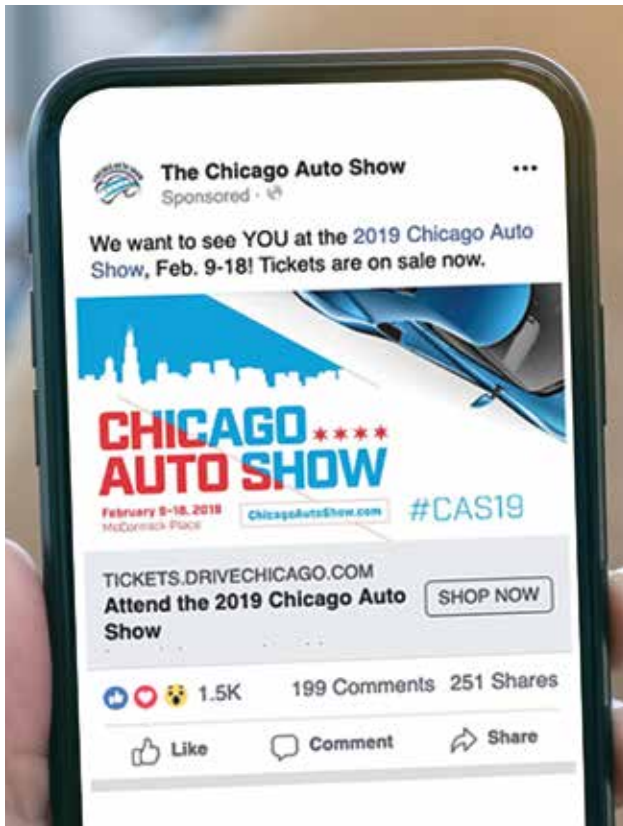 The Chicago Auto Show
Sponsored ·
We want to see YOU at the 2019 Chicago Auto
Show, Feb. 9-18! Tickets are on sale now.
CHICAGO
AUTO SHOW
February 9-18, 2019
McCormick Place
ChicagoAutoShow.com
#CAS19
TICKETS.DRIVECHICAGO.COM
Attend the 2019 Chicago Auto
Show
SHOP NOW
1.5K
199 Comments
251 Shares
Like
Comment
Share